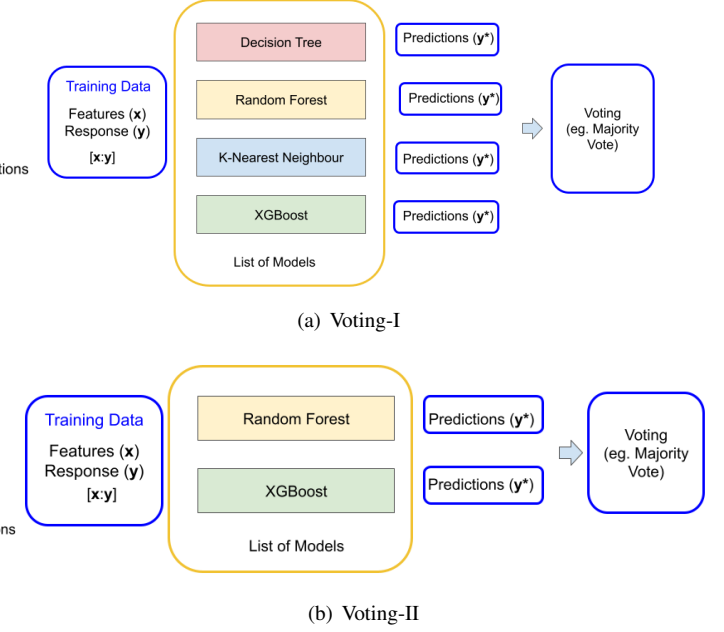 Training Data
Features (x)
Response (y)
[x:y]
Decision Tree
Random Forest
K-Nearest Neighbour
XGBoost
List of Models
Predictions (y*)
Predictions (y*)
Predictions (y*)
Predictions (y*)
Voting
(eg. Majority
Vote)
(a) Voting-I
Training Data
Features (x)
Response (y)
[x:y]
Random Forest
XGBoost
List of Models
Predictions (y*)
Predictions (y*)
Voting
(eg. Majority
Vote)
(b) Voting-II